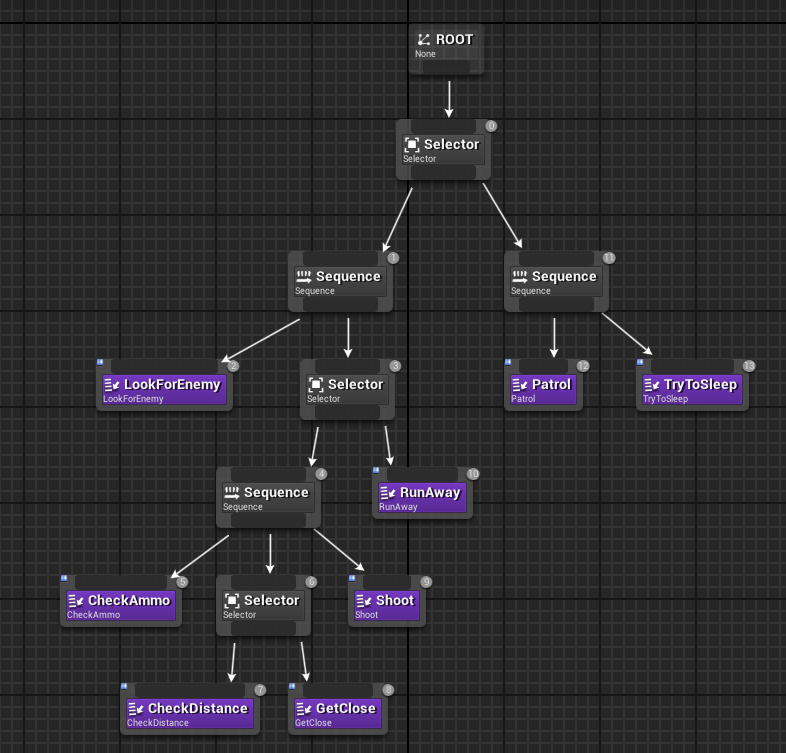 ROOT
None
0
Selector
Selector
1
Sequence
Sequence
11
Sequence
Sequence
2
LookForEnemy
LookForEnemy
3
Selector
Selector
12
Patrol
Patrol
13
TryToSleep
TryToSleep
4
Sequence
Sequence
10
RunAway
RunAway
5
CheckAmmo
CheckAmmo
6
Selector
Selector
9
Shoot
Shoot
7
CheckDistance
CheckDistance
8
GetClose
GetClose